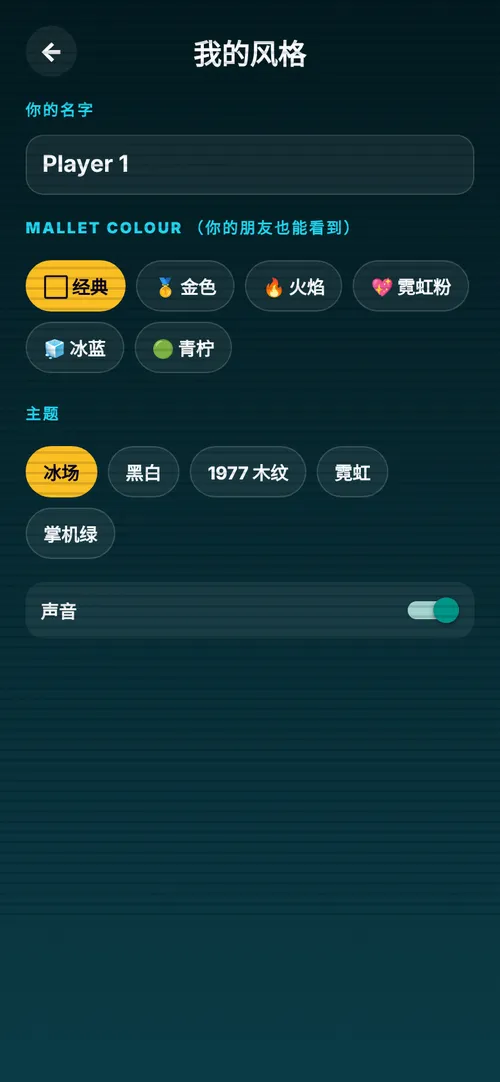 我的风格
你的名字
Player 1
MALLET COLOUR （你的朋友也能看到）
经典 🏅 金色 🔥 火焰 💖 霓虹粉
🧊 冰蓝 🟢 青柠
主题
冰场 黑白 1977 木纹 霓虹
掌机绿
声音